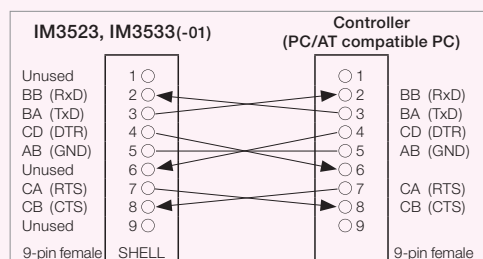 IM3523, IM3533(-01)
Controller
(PC/AT compatible PC)
Unused 1 1
BB (RxD) 2 2 BB (RxD)
BA (TxD) 3 3 BA (TxD)
CD (DTR) 4 4 CD (DTR)
AB (GND) 5 5 AB (GND)
Unused 6 6
CA (RTS) 7 7 CA (RTS)
CB (CTS) 8 8 CB (CTS)
Unused 9 9
9-pin female SHELL 9-pin female